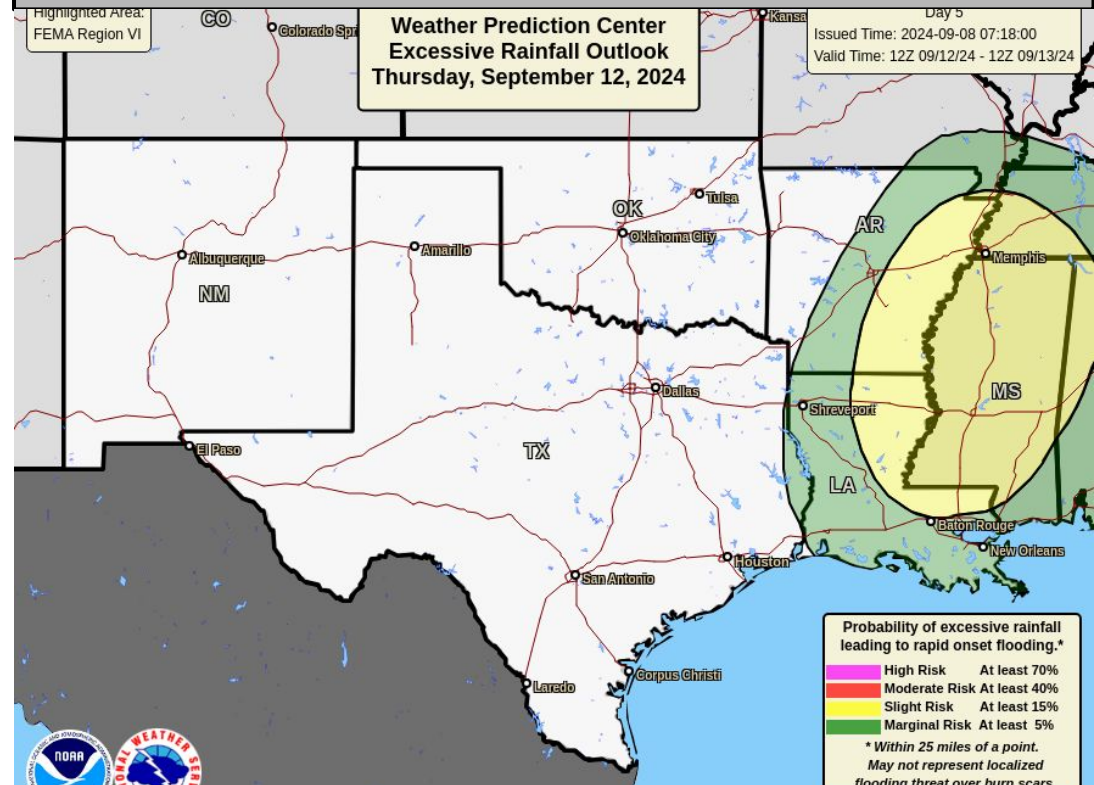 Highlighted Area:
FEMA Region VI
Weather Prediction Center
Excessive Rainfall Outlook
Thursday, September 12, 2024
Day 5
Issued Time: 2024-09-08 07:18:00
Valid Time: 12Z 09/12/24 - 12Z 09/13/24
CO
Colorado Spr
Kansa
Tulsa
OK
Oklahoma City
AR
Amarillo
Albuquerque
Memphis
NM
Dallas
MS
Shreveport
El Paso
TX
LA
Baton Rouge
New Orleans
Houston
San Antonio
Corpus Christi
Laredo
Probability of excessive rainfall
leading to rapid onset flooding.*
High Risk At least 70%
Moderate Risk At least 40%
Slight Risk At least 15%
Marginal Risk At least 5%
* Within 25 miles of a point.
May not represent localized
flooding threat over burn scars
NOAA